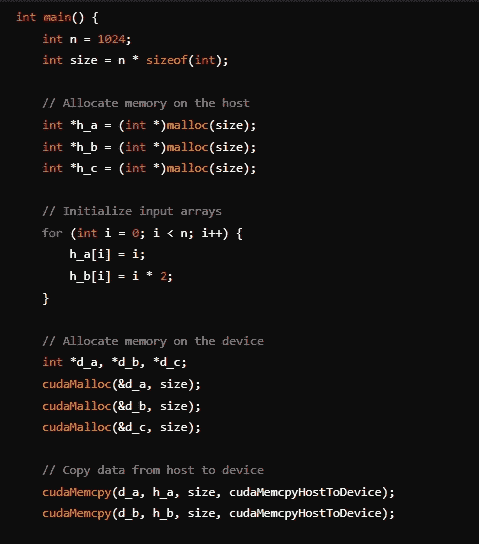 int main() {
    int n = 1024;
    int size = n * sizeof(int);
    // Allocate memory on the host
    int *h_a = (int *)malloc(size);
    int *h_b = (int *)malloc(size);
    int *h_c = (int *)malloc(size);
    // Initialize input arrays
    for (int i = 0; i < n; i++) {
        h_a[i] = i;
        h_b[i] = i * 2;
    }
    // Allocate memory on the device
    int *d_a, *d_b, *d_c;
    cudaMalloc(&d_a, size);
    cudaMalloc(&d_b, size);
    cudaMalloc(&d_c, size);
    // Copy data from host to device
    cudaMemcpy(d_a, h_a, size, cudaMemcpyHostToDevice);
    cudaMemcpy(d_b, h_b, size, cudaMemcpyHostToDevice);